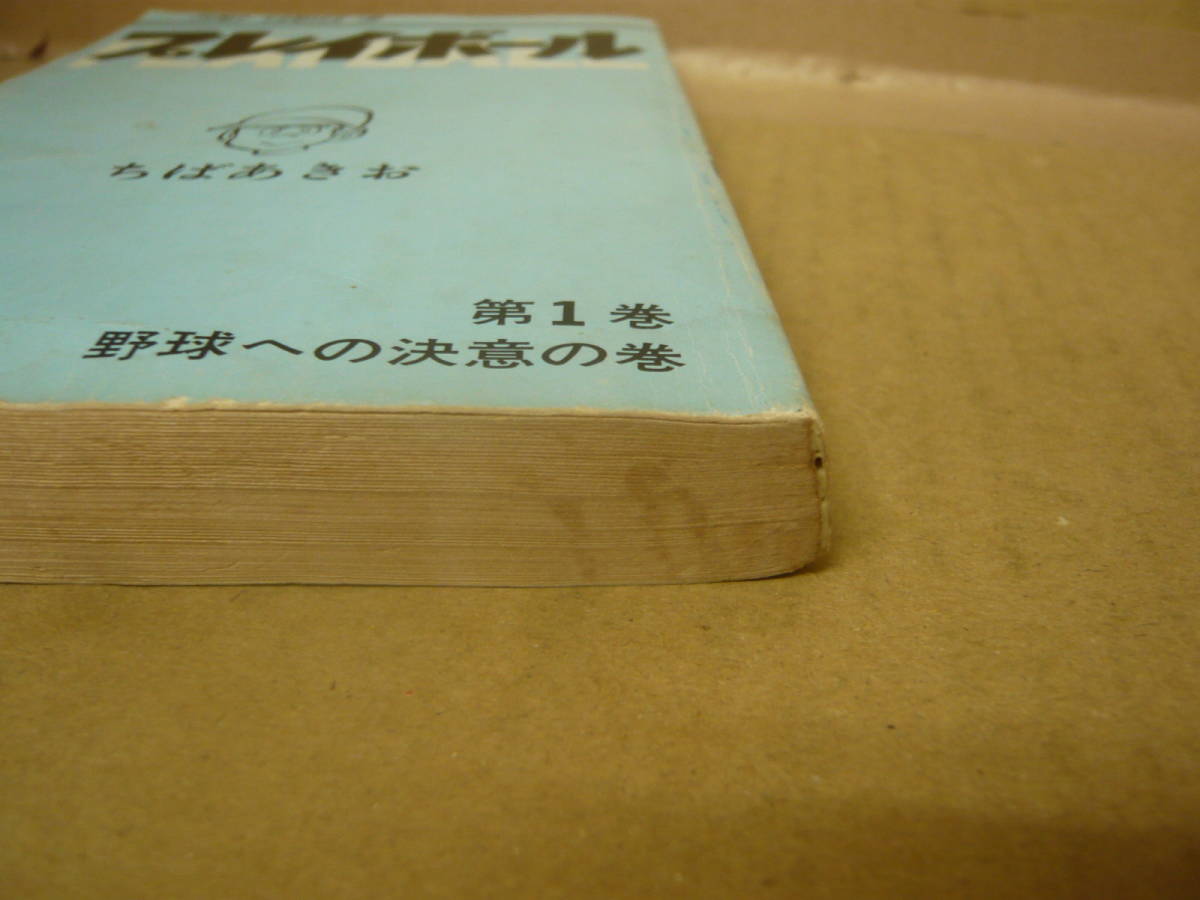 プレイボール
ちばあきお
第1巻
野球への決意の巻